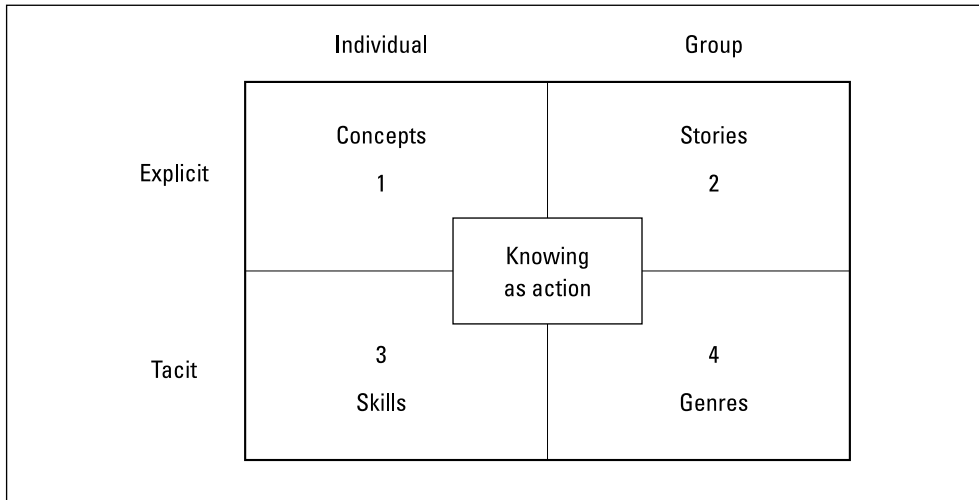 Individual Group
Concepts Stories
Explicit
1 2
Knowing
as action
3 4
Tacit
Skills Genres